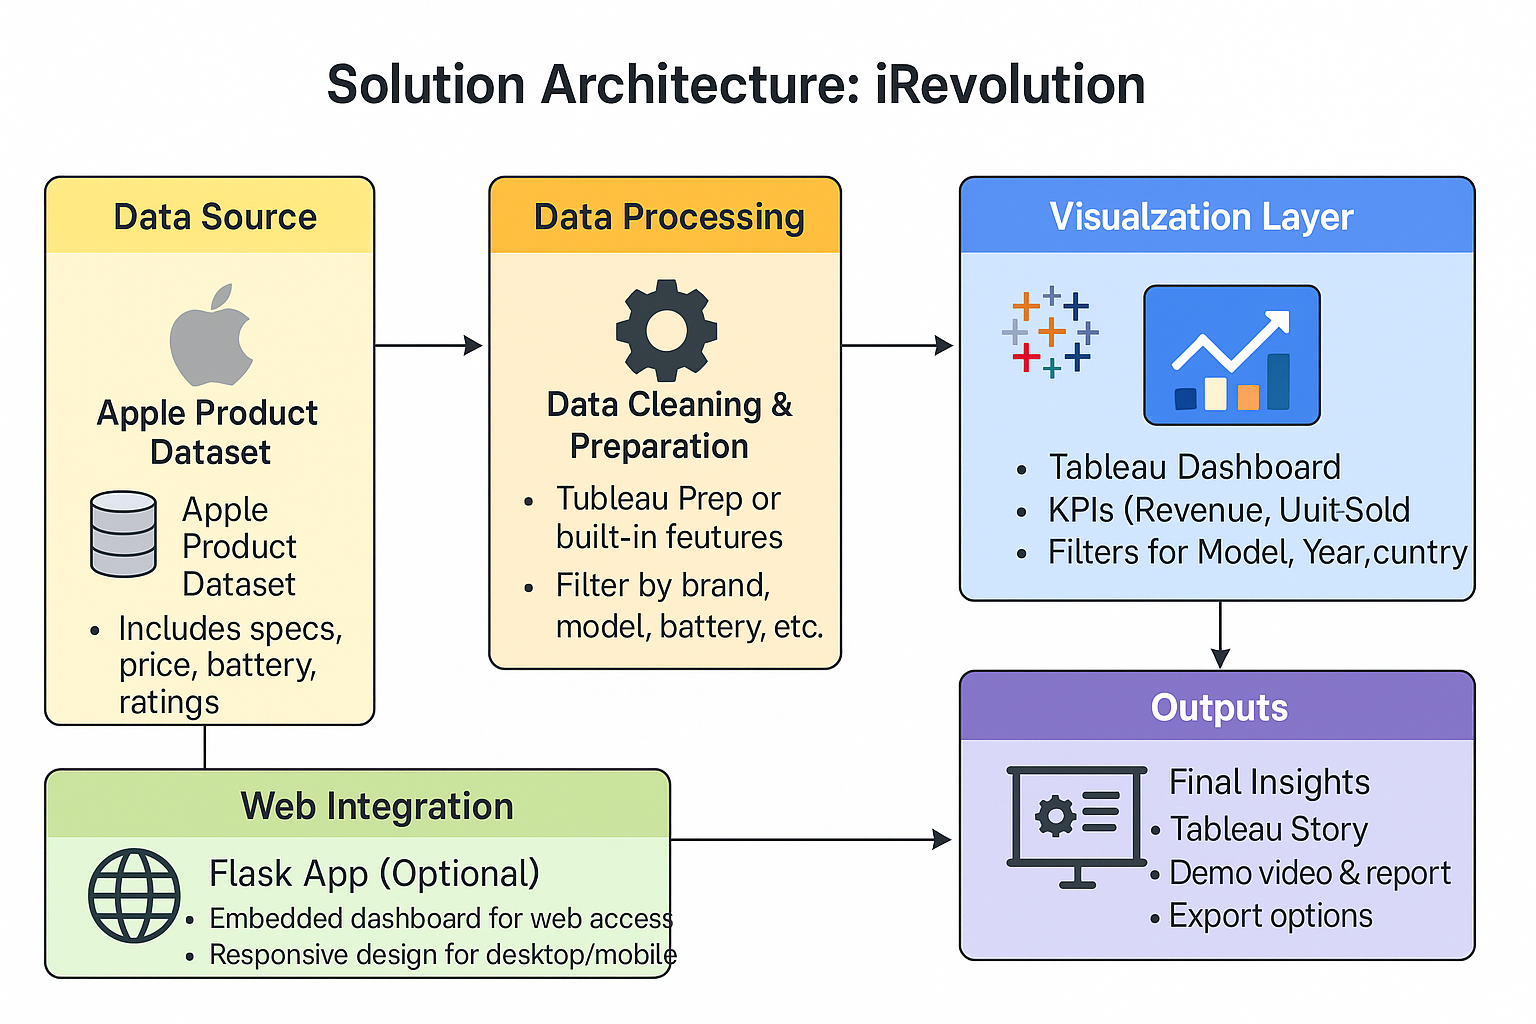 Solution Architecture: iRevolution
Data Source
Apple Product
Dataset
Apple
Product
Dataset
• Includes specs,
price, battery,
ratings
Data Processing
Data Cleaning &
Preparation
• Tubleau Prep or
built-in feutures
• Filter by brand,
model, battery, etc.
Visualzation Layer
• Tableau Dashboard
• KPIs (Revenue, Uuit-Sold
• Filters for Model, Year,cuntry
Web Integration
Flask App (Optional)
• Embedded dashboard for web access
• Responsive design for desktop/mobile
Outputs
Final Insights
• Tableau Story
• Demo video & report
• Export options